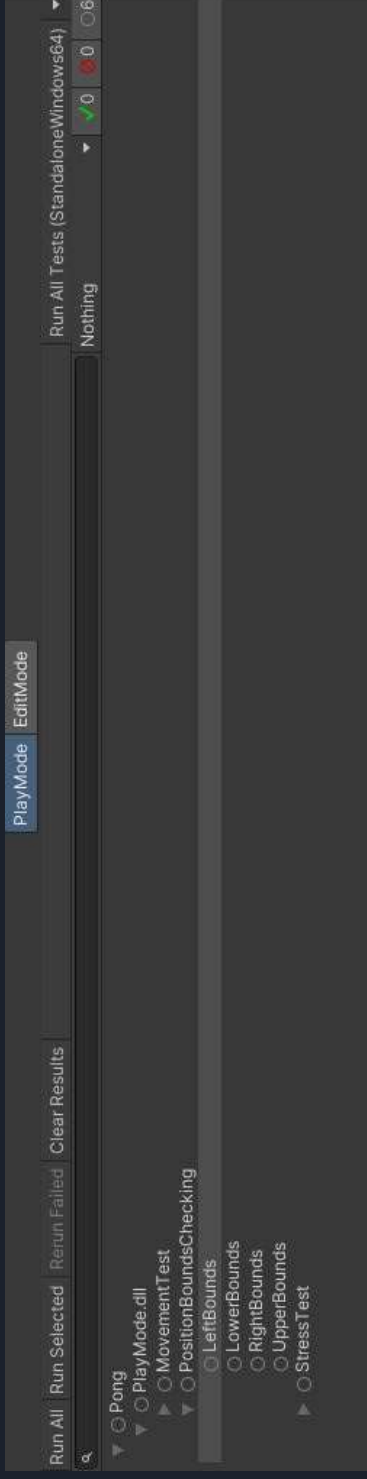 PlayMode EditMode
Run All Run Selected Rerun Failed Clear Results Run All Tests (StandaloneWindows64)
Nothing 0 0 6
Pong
PlayMode.dll
MovementTest
PositionBoundsChecking
LeftBounds
LowerBounds
RightBounds
UpperBounds
StressTest